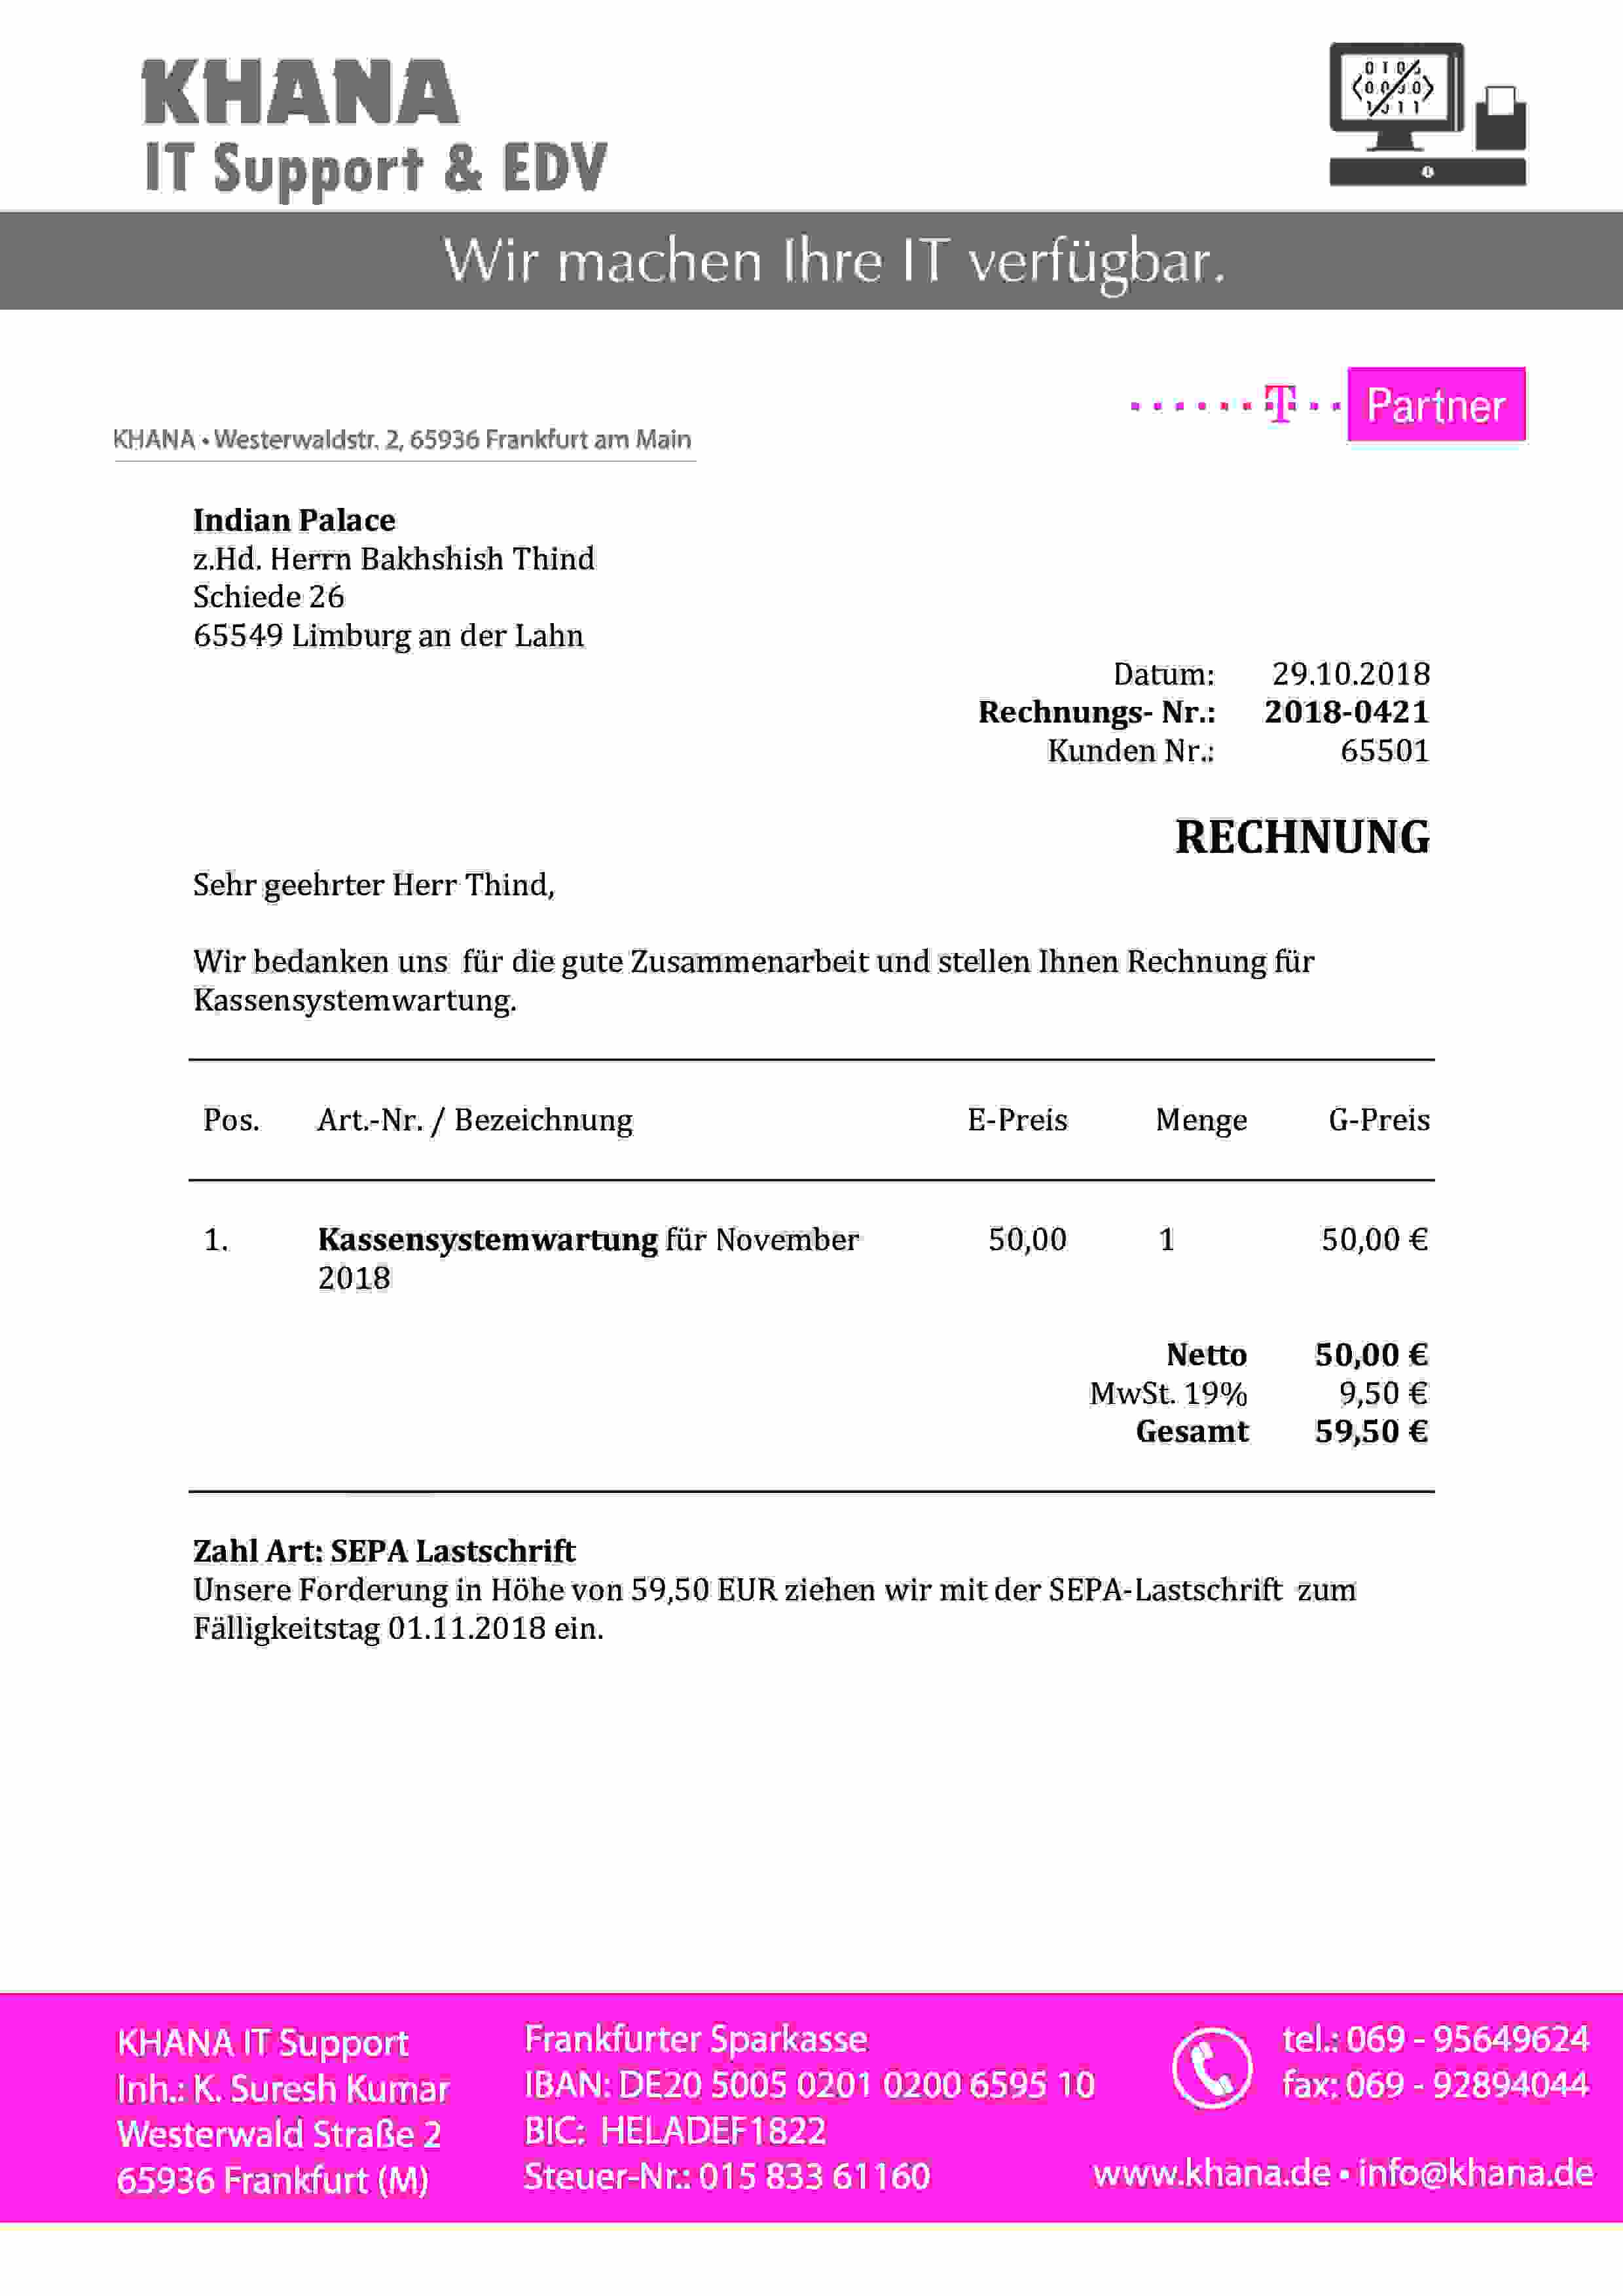 KHANA
IT Support & EDV
Wir machen Ihre IT verfügbar.
T Partner
KHANA • Westerwaldstr. 2, 65936 Frankfurt am Main
Indian Palace
z.Hd. Herrn Bakhshish Thind
Schiede 26
65549 Limburg an der Lahn
Datum: 29.10.2018
Rechnungs- Nr.: 2018-0421
Kunden Nr.: 65501
RECHNUNG
Sehr geehrter Herr Thind,
Wir bedanken uns für die gute Zusammenarbeit und stellen Ihnen Rechnung für
Kassensystemwartung.
Pos. Art.-Nr. / Bezeichnung E-Preis Menge G-Preis
1. Kassensystemwartung für November 50,00 1 50,00 €
2018
Netto 50,00 €
MwSt. 19% 9,50 €
Gesamt 59,50 €
Zahl Art: SEPA Lastschrift
Unsere Forderung in Höhe von 59,50 EUR ziehen wir mit der SEPA-Lastschrift zum
Fälligkeitstag 01.11.2018 ein.
KHANA IT Support
Inh.: K. Suresh Kumar
Westerwald Straße 2
65936 Frankfurt (M)
Frankfurter Sparkasse
IBAN: DE20 5005 0201 0200 6595 10
BIC: HELADEF1822
Steuer-Nr.: 015 833 61160
tel.: 069 - 95649624
fax: 069 - 92894044
www.khana.de • info@khana.de